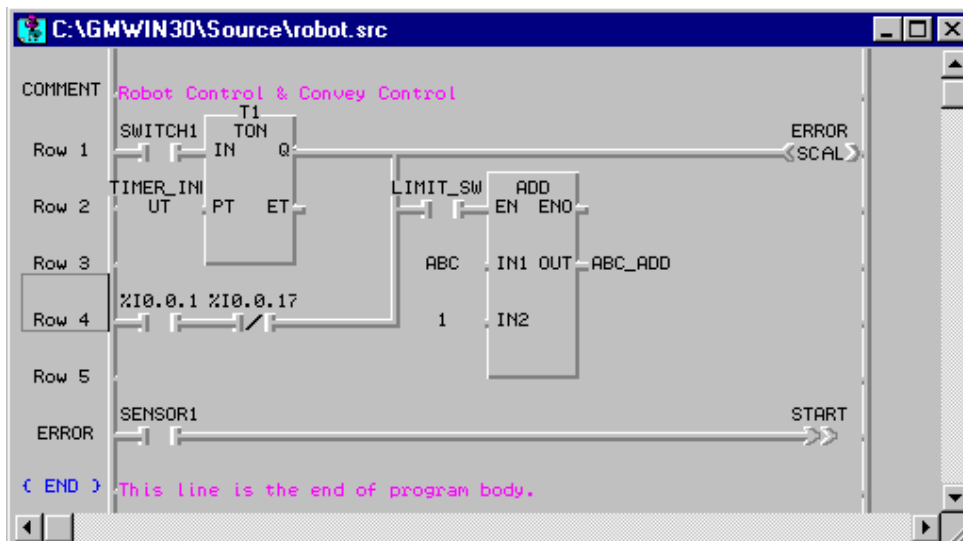 C:\GMWIN30\Source\robot.src
COMMENT Robot Control & Convey Control
T1
SWITCH1 TON ERROR
Row 1 IN Q <SCAL>
TIMER_IN LIMIT_SW ADD
Row 2 UT PT ET EN ENO
Row 3 ABC IN1 OUT ABC_ADD
%I0.0.1 %I0.0.17
Row 4 1 IN2
Row 5
SENSOR1 START
ERROR >>
{ END } This line is the end of program body.